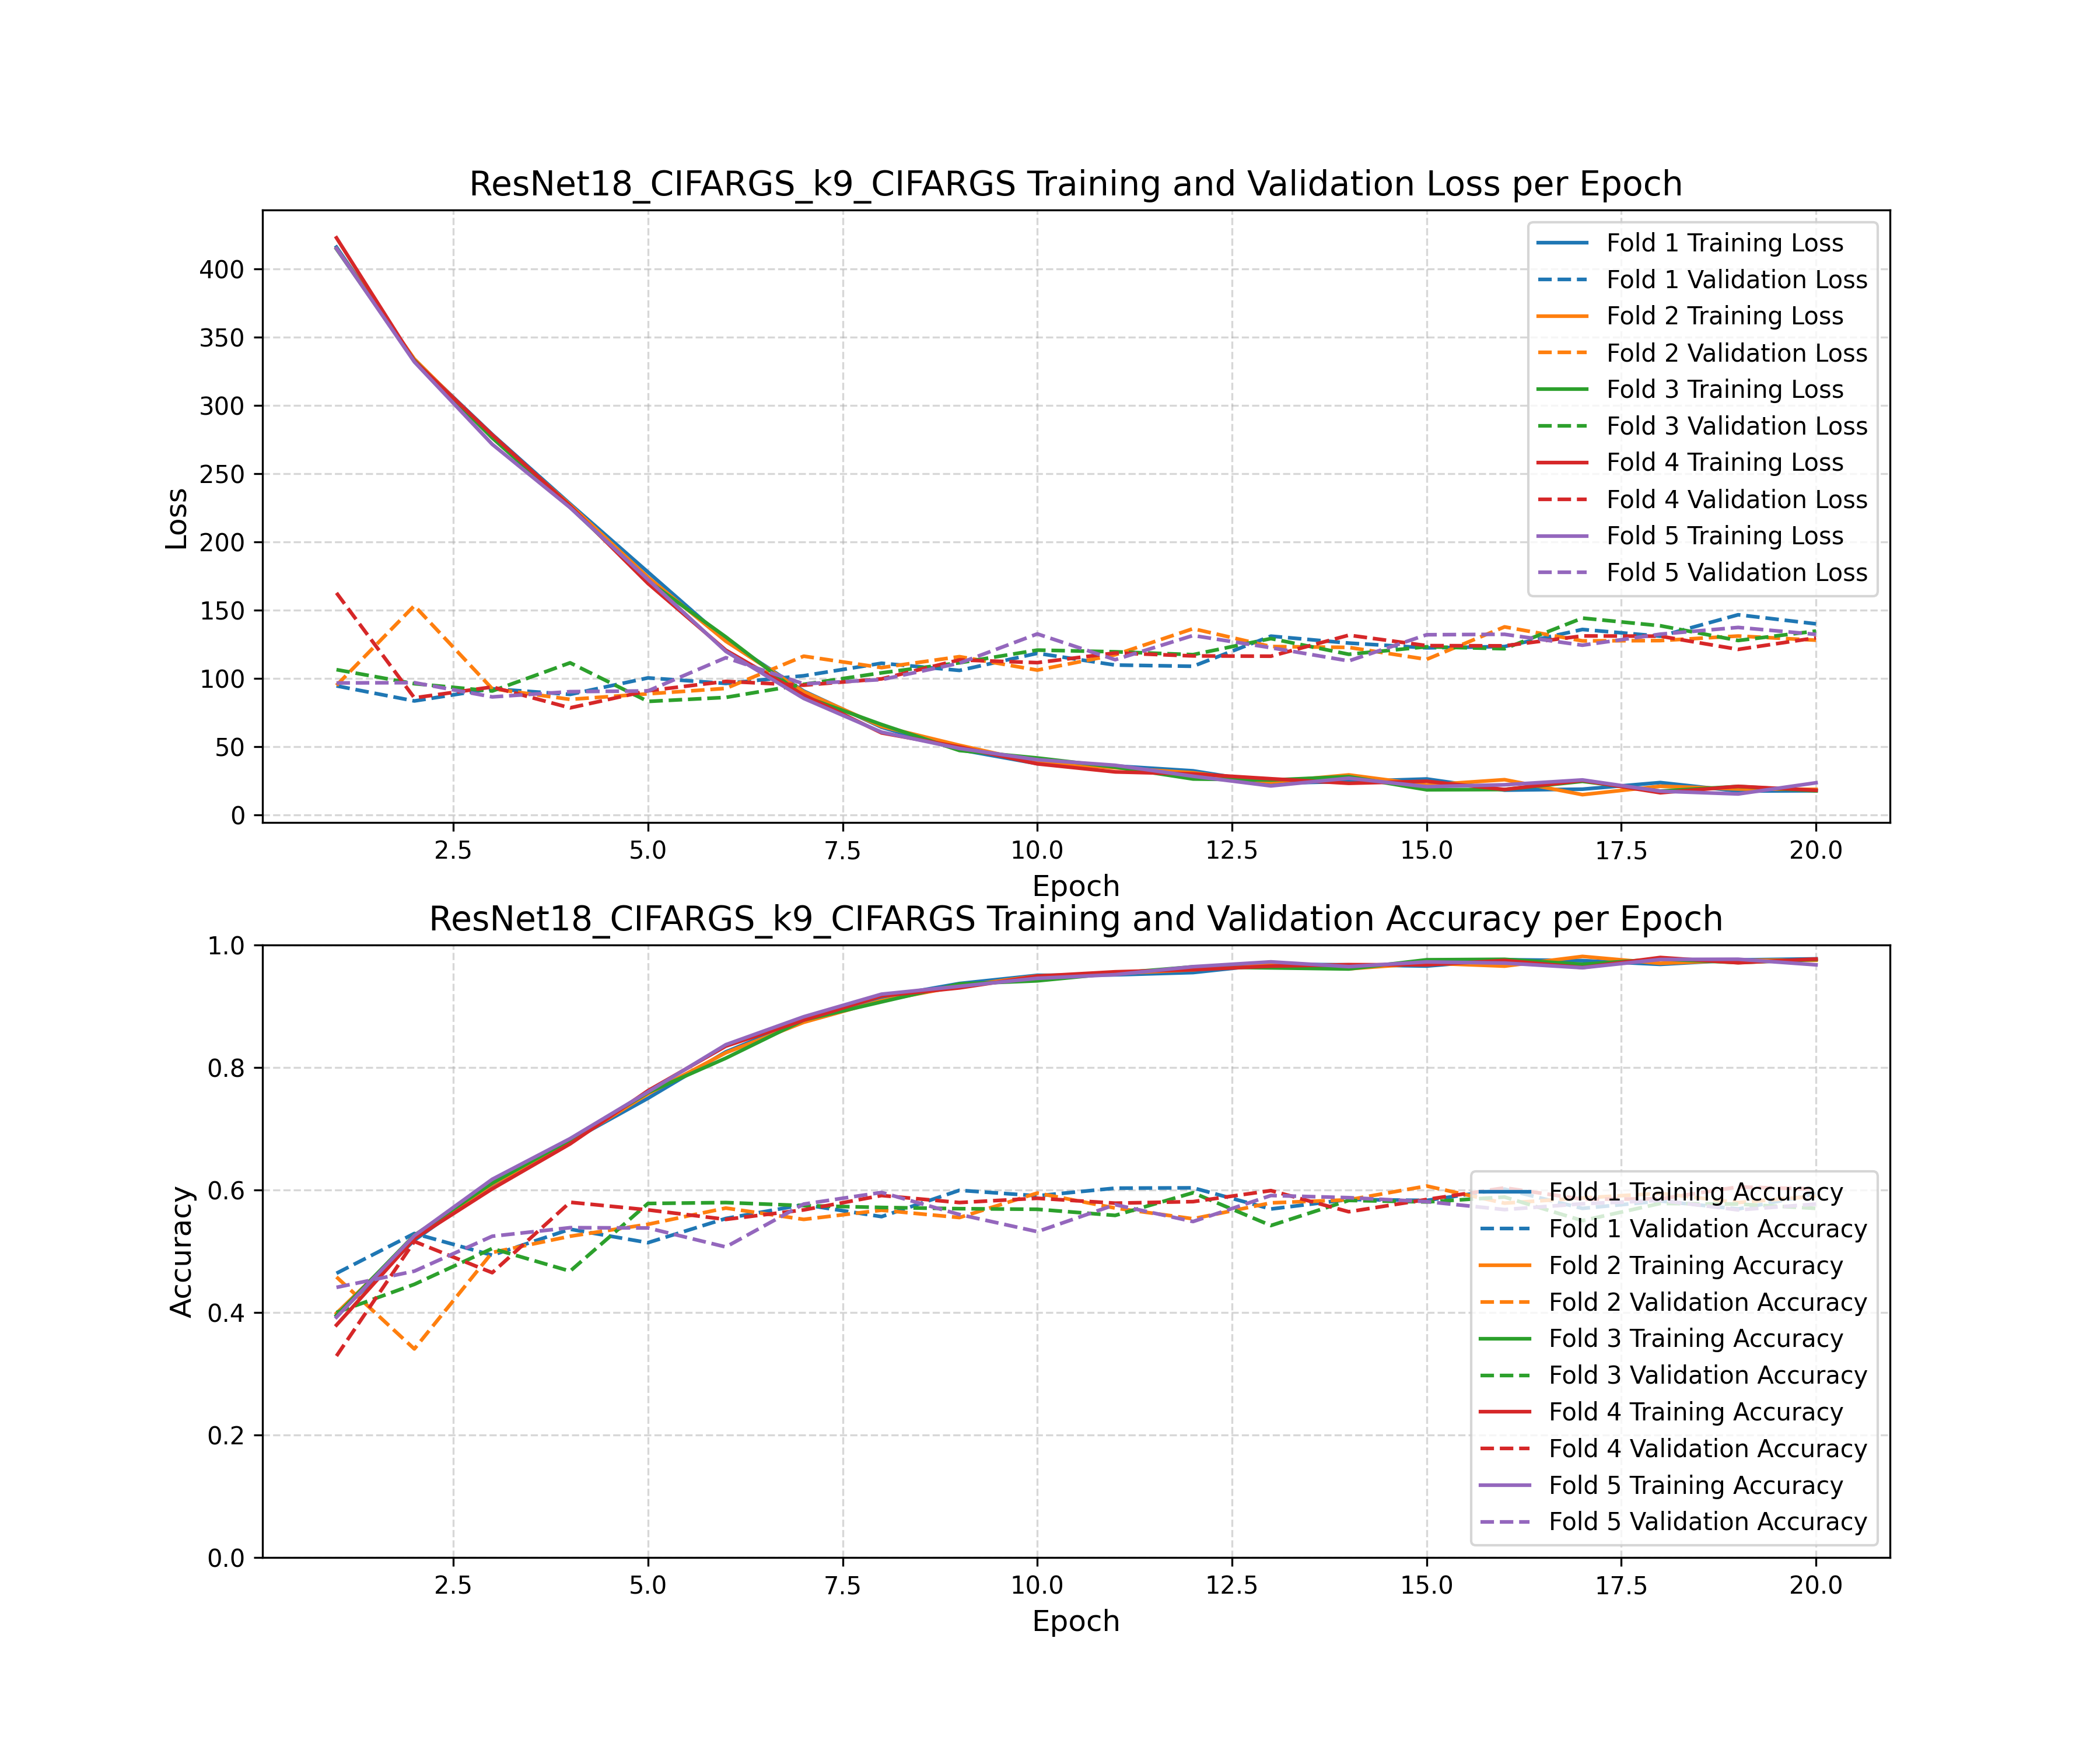 ResNet18_CIFARGS_k9_CIFARGS Training and Validation Loss per Epoch
Loss
400
350
300
250
200
150
100
50
0
Fold 1 Training Loss
Fold 1 Validation Loss
Fold 2 Training Loss
Fold 2 Validation Loss
Fold 3 Training Loss
Fold 3 Validation Loss
Fold 4 Training Loss
Fold 4 Validation Loss
Fold 5 Training Loss
Fold 5 Validation Loss
2.5 5.0 7.5 10.0 12.5 15.0 17.5 20.0
Epoch
ResNet18_CIFARGS_k9_CIFARGS Training and Validation Accuracy per Epoch
Accuracy
1.0
0.8
0.6
0.4
0.2
0.0
Fold 1 Training Accuracy
Fold 1 Validation Accuracy
Fold 2 Training Accuracy
Fold 2 Validation Accuracy
Fold 3 Training Accuracy
Fold 3 Validation Accuracy
Fold 4 Training Accuracy
Fold 4 Validation Accuracy
Fold 5 Training Accuracy
Fold 5 Validation Accuracy
2.5 5.0 7.5 10.0 12.5 15.0 17.5 20.0
Epoch